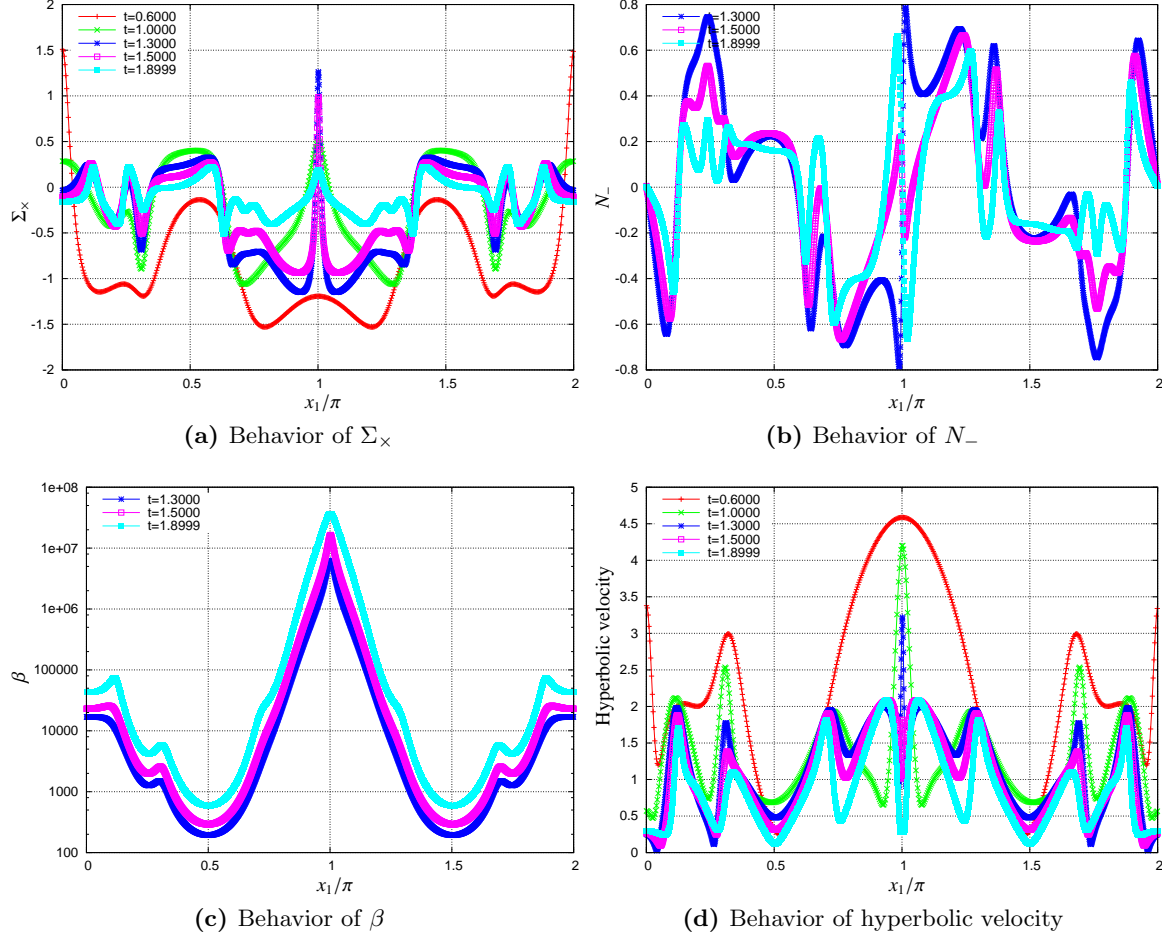 2
1.5
1
0.5
0
-0.5
-1
-1.5
-2
Σ×
t=0.6000
t=1.0000
t=1.3000
t=1.5000
t=1.8999
0 0.5 1 1.5 2
x₁/π
(a) Behavior of Σ×
0.8
0.6
0.4
0.2
0
-0.2
-0.4
-0.6
-0.8
N₋
t=1.3000
t=1.5000
t=1.8999
0 0.5 1 1.5 2
x₁/π
(b) Behavior of N₋
1e+08
1e+07
1e+06
100000
10000
1000
100
β
t=1.3000
t=1.5000
t=1.8999
0 0.5 1 1.5 2
x₁/π
(c) Behavior of β
5
4.5
4
3.5
3
2.5
2
1.5
1
0.5
0
Hyperbolic velocity
t=0.6000
t=1.0000
t=1.3000
t=1.5000
t=1.8999
0 0.5 1 1.5 2
x₁/π
(d) Behavior of hyperbolic velocity